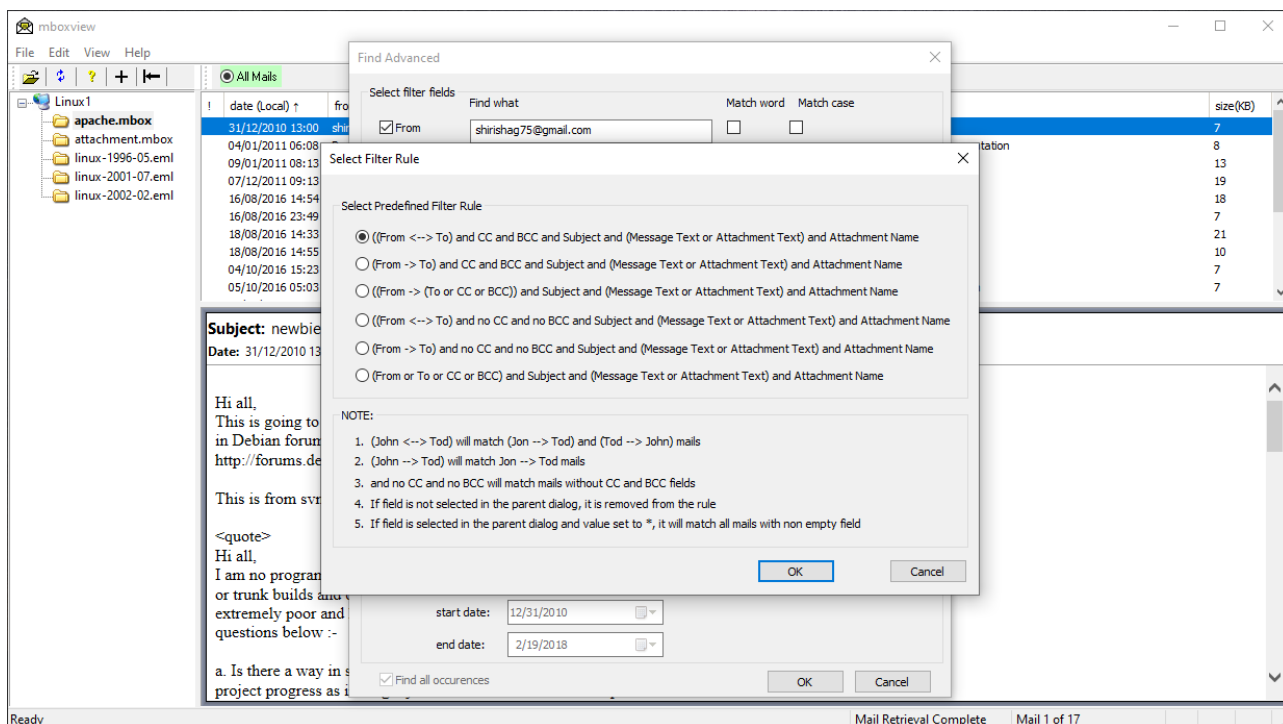 mboxview
File Edit View Help
All Mails
Linux1
apache.mbox
attachment.mbox
linux-1996-05.eml
linux-2001-07.eml
linux-2002-02.eml
! date (Local) ↑ size(KB)
31/12/2010 13:00 7
04/01/2011 06:08 8
09/01/2011 08:13 13
07/12/2011 09:13 19
16/08/2016 14:54 18
16/08/2016 23:49 7
18/08/2016 14:33 21
18/08/2016 14:55 10
04/10/2016 15:23 7
05/10/2016 05:03 7
Find Advanced
Select filter fields
Find what Match word Match case
From shirishag75@gmail.com
Select Filter Rule
Select Predefined Filter Rule
((From <--> To) and CC and BCC and Subject and (Message Text or Attachment Text) and Attachment Name
(From -> To) and CC and BCC and Subject and (Message Text or Attachment Text) and Attachment Name
((From -> (To or CC or BCC)) and Subject and (Message Text or Attachment Text) and Attachment Name
((From <--> To) and no CC and no BCC and Subject and (Message Text or Attachment Text) and Attachment Name
(From -> To) and no CC and no BCC and Subject and (Message Text or Attachment Text) and Attachment Name
(From or To or CC or BCC) and Subject and (Message Text or Attachment Text) and Attachment Name
NOTE:
1. (John <--> Tod) will match (Jon --> Tod) and (Tod --> John) mails
2. (John --> Tod) will match Jon --> Tod mails
3. and no CC and no BCC will match mails without CC and BCC fields
4. If field is not selected in the parent dialog, it is removed from the rule
5. If field is selected in the parent dialog and value set to *, it will match all mails with non empty field
OK Cancel
start date: 12/31/2010
end date: 2/19/2018
Find all occurences
OK Cancel
Subject: newbie
Date: 31/12/2010 13
Hi all,
This is going to
in Debian forum
http://forums.de
This is from svn
<quote>
Hi all,
I am no program
or trunk builds and
extremely poor and
questions below :-
a. Is there a way in s
project progress as i
Ready Mail Retrieval Complete Mail 1 of 17